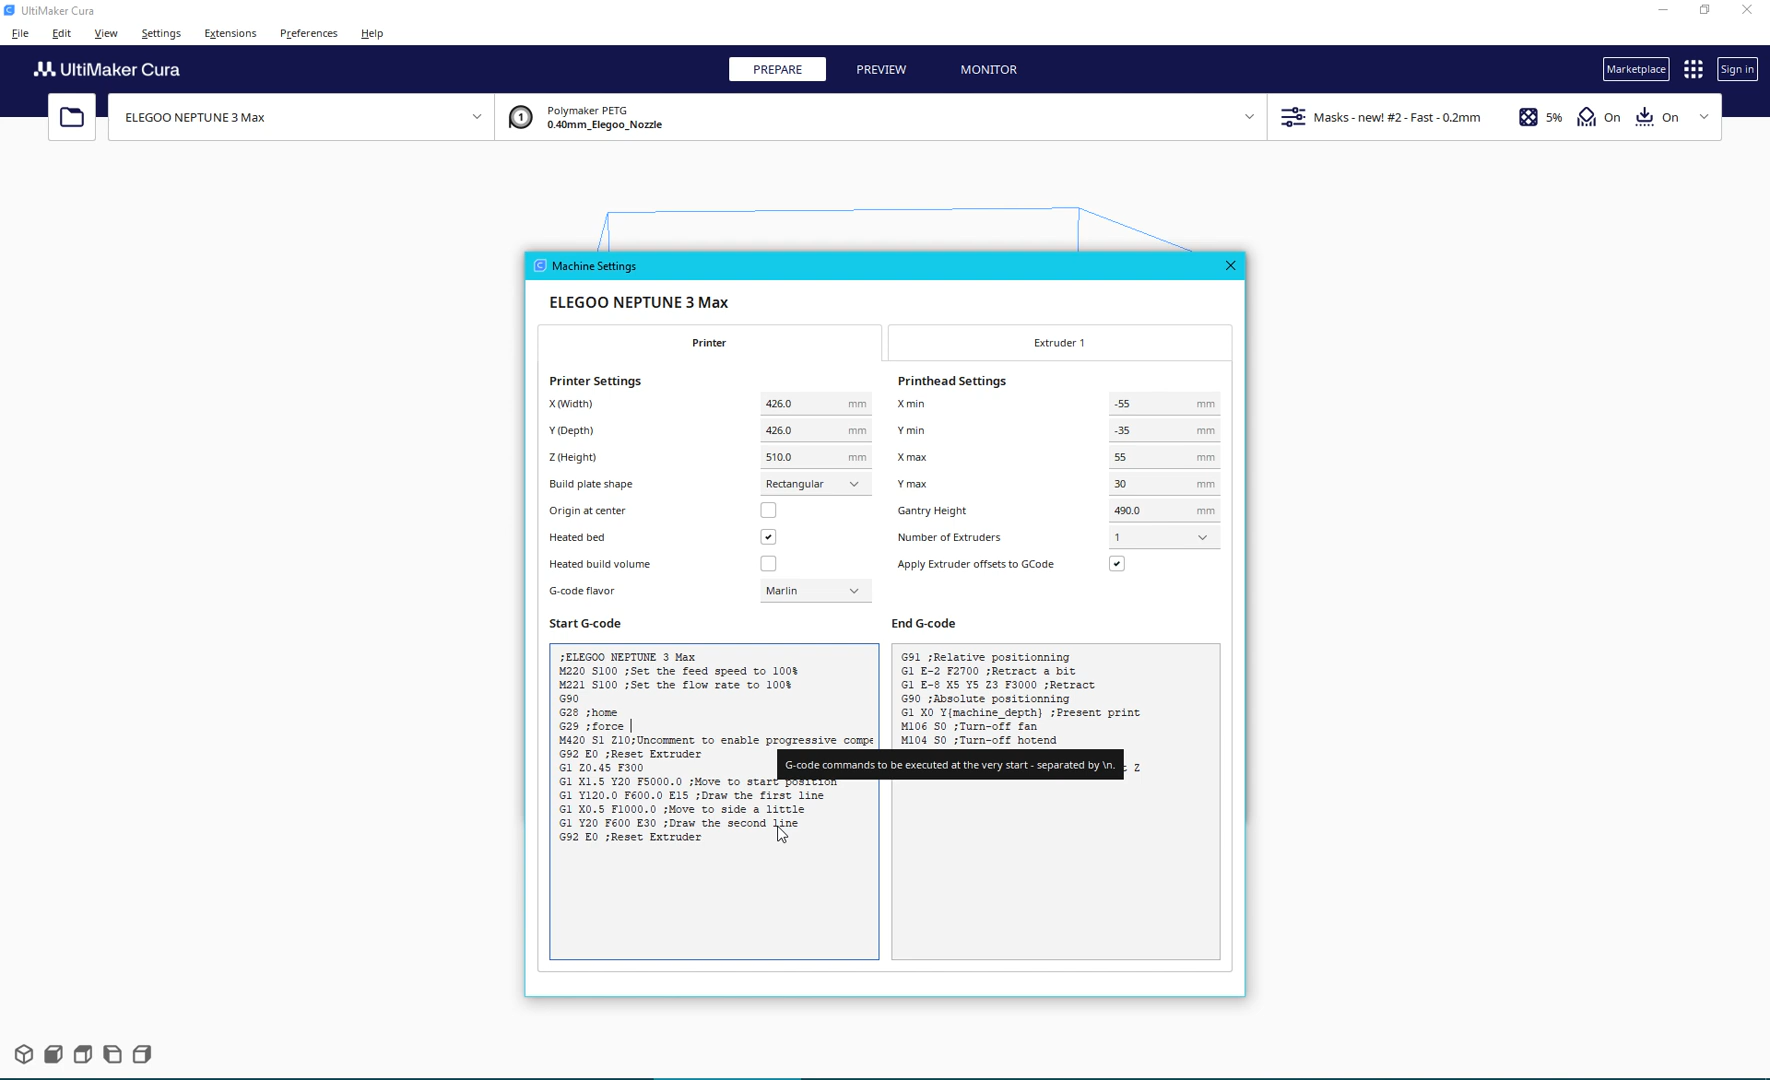 UltiMaker Cura
File Edit View Settings Extensions Preferences Help
UltiMaker Cura
PREPARE
PREVIEW
MONITOR
Marketplace
Sign in
ELEGOO NEPTUNE 3 Max
1
Polymaker PETG
0.40mm_Elegoo_Nozzle
Masks - new! #2 - Fast - 0.2mm
5%
On
On
Machine Settings
ELEGOO NEPTUNE 3 Max
Printer
Extruder 1
Printer Settings
X (Width) 426.0 mm
Y (Depth) 426.0 mm
Z (Height) 510.0 mm
Build plate shape Rectangular
Origin at center
Heated bed
Heated build volume
G-code flavor Marlin
Printhead Settings
X min -55 mm
Y min -35 mm
X max 55 mm
Y max 30 mm
Gantry Height 490.0 mm
Number of Extruders 1
Apply Extruder offsets to GCode
Start G-code
;ELEGOO NEPTUNE 3 Max
M220 S100 ;Set the feed speed to 100%
M221 S100 ;Set the flow rate to 100%
G90
G28 ;home
G29 ;force
M420 S1 Z10;Uncomment to enable progressive compe
G92 E0 ;Reset Extruder
G1 Z0.45 F300
G1 X1.5 Y20 F5000.0 ;Move to start position
G1 Y120.0 F600.0 E15 ;Draw the first line
G1 X0.5 F1000.0 ;Move to side a little
G1 Y20 F600 E30 ;Draw the second line
G92 E0 ;Reset Extruder
End G-code
G91 ;Relative positionning
G1 E-2 F2700 ;Retract a bit
G1 E-8 X5 Y5 Z3 F3000 ;Retract
G90 ;Absolute positionning
G1 X0 Y{machine_depth} ;Present print
M106 S0 ;Turn-off fan
M104 S0 ;Turn-off hotend
Z
G-code commands to be executed at the very start - separated by \n.